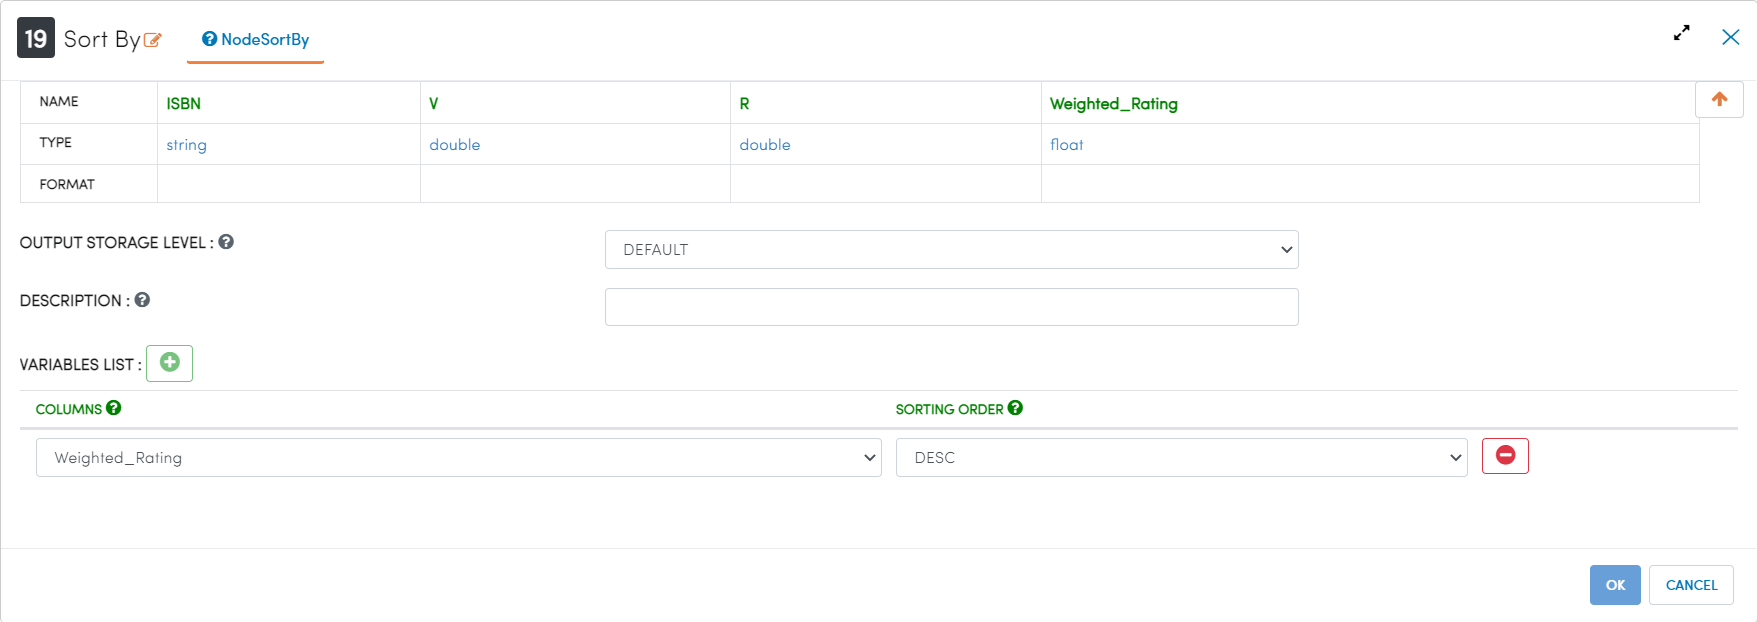 19 Sort By NodeSortBy
NAME ISBN V R Weighted_Rating
TYPE string double double float
FORMAT
OUTPUT STORAGE LEVEL : DEFAULT
DESCRIPTION :
VARIABLES LIST :
COLUMNS SORTING ORDER
Weighted_Rating DESC
OK CANCEL